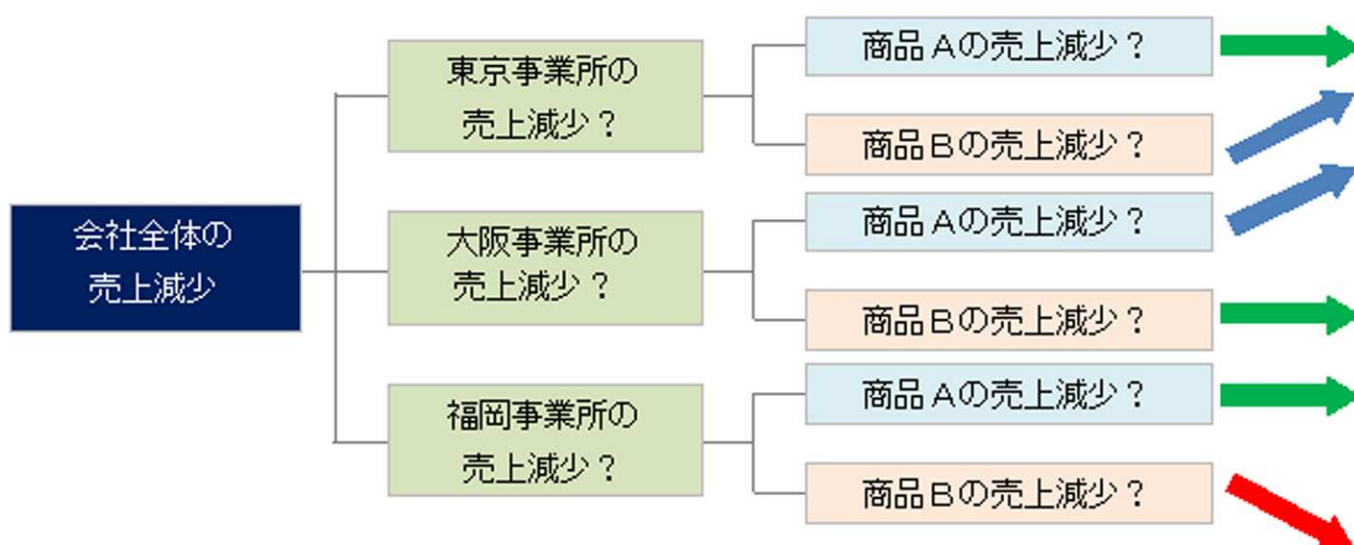 会社全体の
売上減少
東京事業所の
売上減少？
商品Ａの売上減少？
商品Ｂの売上減少？
大阪事業所の
売上減少？
商品Ａの売上減少？
商品Ｂの売上減少？
福岡事業所の
売上減少？
商品Ａの売上減少？
商品Ｂの売上減少？